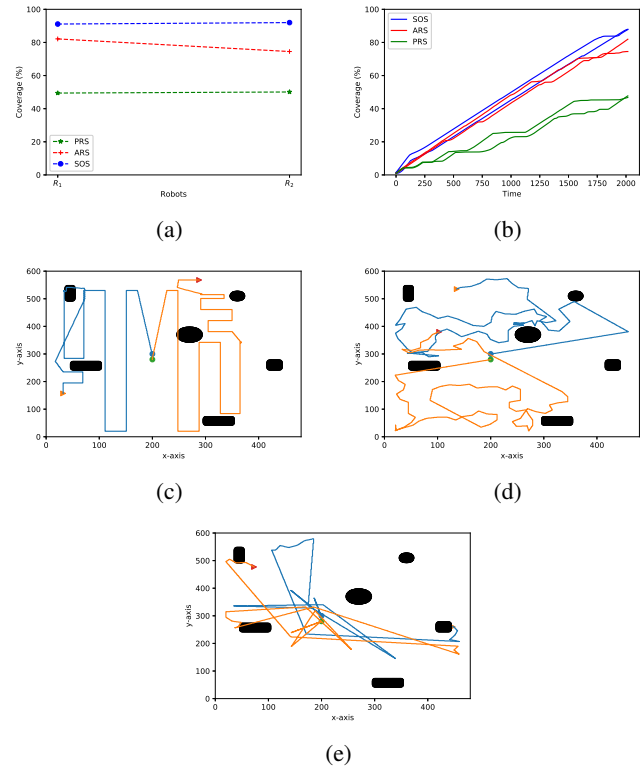 100
80
60
40
20
0
Coverage (%)
PRS
ARS
SOS
R1
R2
Robots
(a)
100
80
60
40
20
0
Coverage (%)
SOS
ARS
PRS
0 250 500 750 1000 1250 1500 1750 2000
Time
(b)
600
500
400
300
200
100
0
y-axis
0 100 200 300 400
x-axis
(c)
600
500
400
300
200
100
0
y-axis
0 100 200 300 400
x-axis
(d)
600
500
400
300
200
100
0
y-axis
0 100 200 300 400
x-axis
(e)